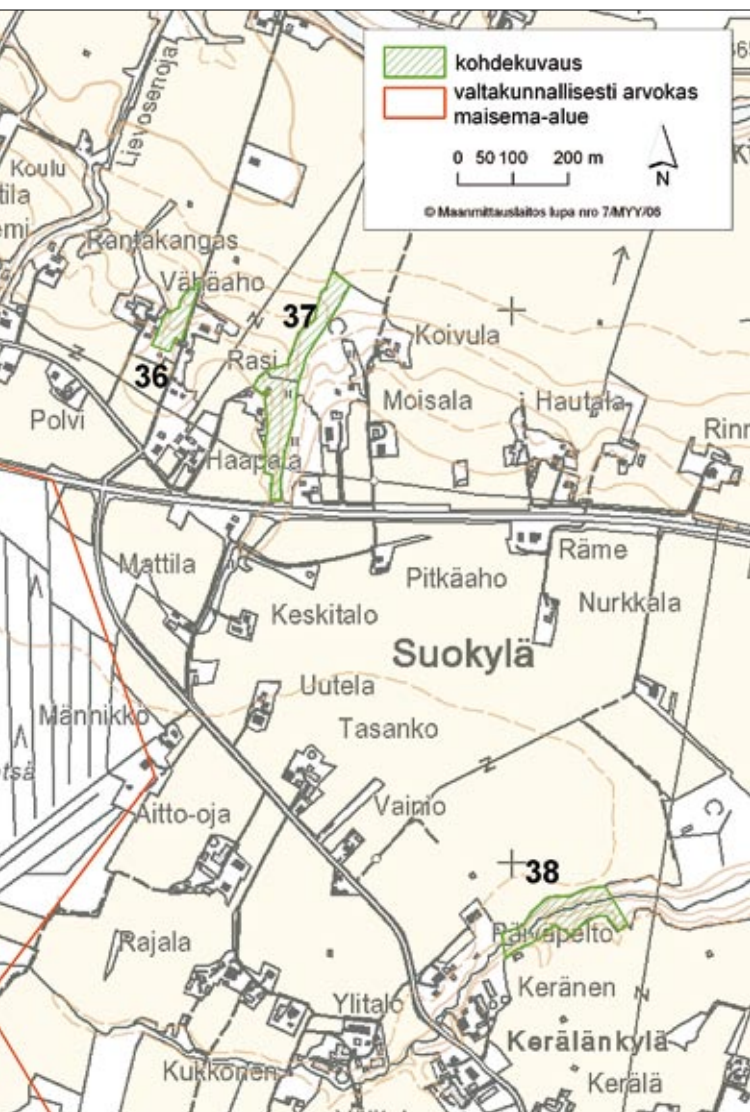 kohdekuvaus
valtakunnallisesti arvokas
maisema-alue
0 50 100 200 m
N
© Maanmittauslaitos lupa nro 7/MYY/06
Lievosenoja
Koulu
Rantakangas
Vähäaho
37
Koivula
Rasi
36
Moisala
Hautala
Polvi
Haapala
Mattila
Räme
Pitkäaho
Keskitalo
Nurkkala
Suokylä
Uutela
Männikkö
Tasanko
Aitto-oja
Vainio
38
Päiväpelto
Rajala
Keränen
Ylitalo
Kerälänkylä
Kukkonen
Kerälä